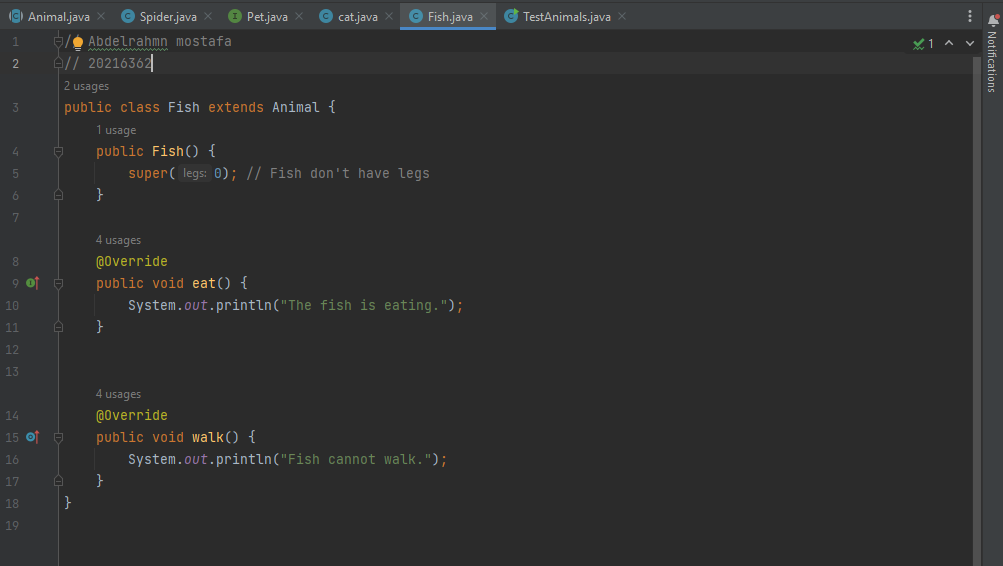 Animal.java Spider.java Pet.java cat.java Fish.java TestAnimals.java
1 / Abdelrahmn mostafa 1
2 // 20216362
2 usages
3 public class Fish extends Animal {
1 usage
4 public Fish() {
5 super( legs: 0); // Fish don't have legs
6 }
7
4 usages
8 @Override
9 public void eat() {
10 System.out.println("The fish is eating.");
11 }
12
13
4 usages
14 @Override
15 public void walk() {
16 System.out.println("Fish cannot walk.");
17 }
18 }
19
Notifications